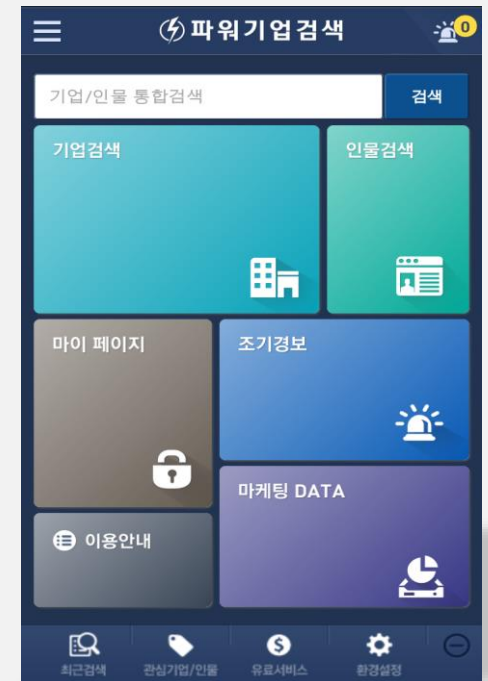 파워기업검색
0
기업/인물 통합검색
검색
기업검색
인물검색
마이 페이지
조기경보
마케팅 DATA
이용안내
최근검색
관심기업/인물
유료서비스
환경설정